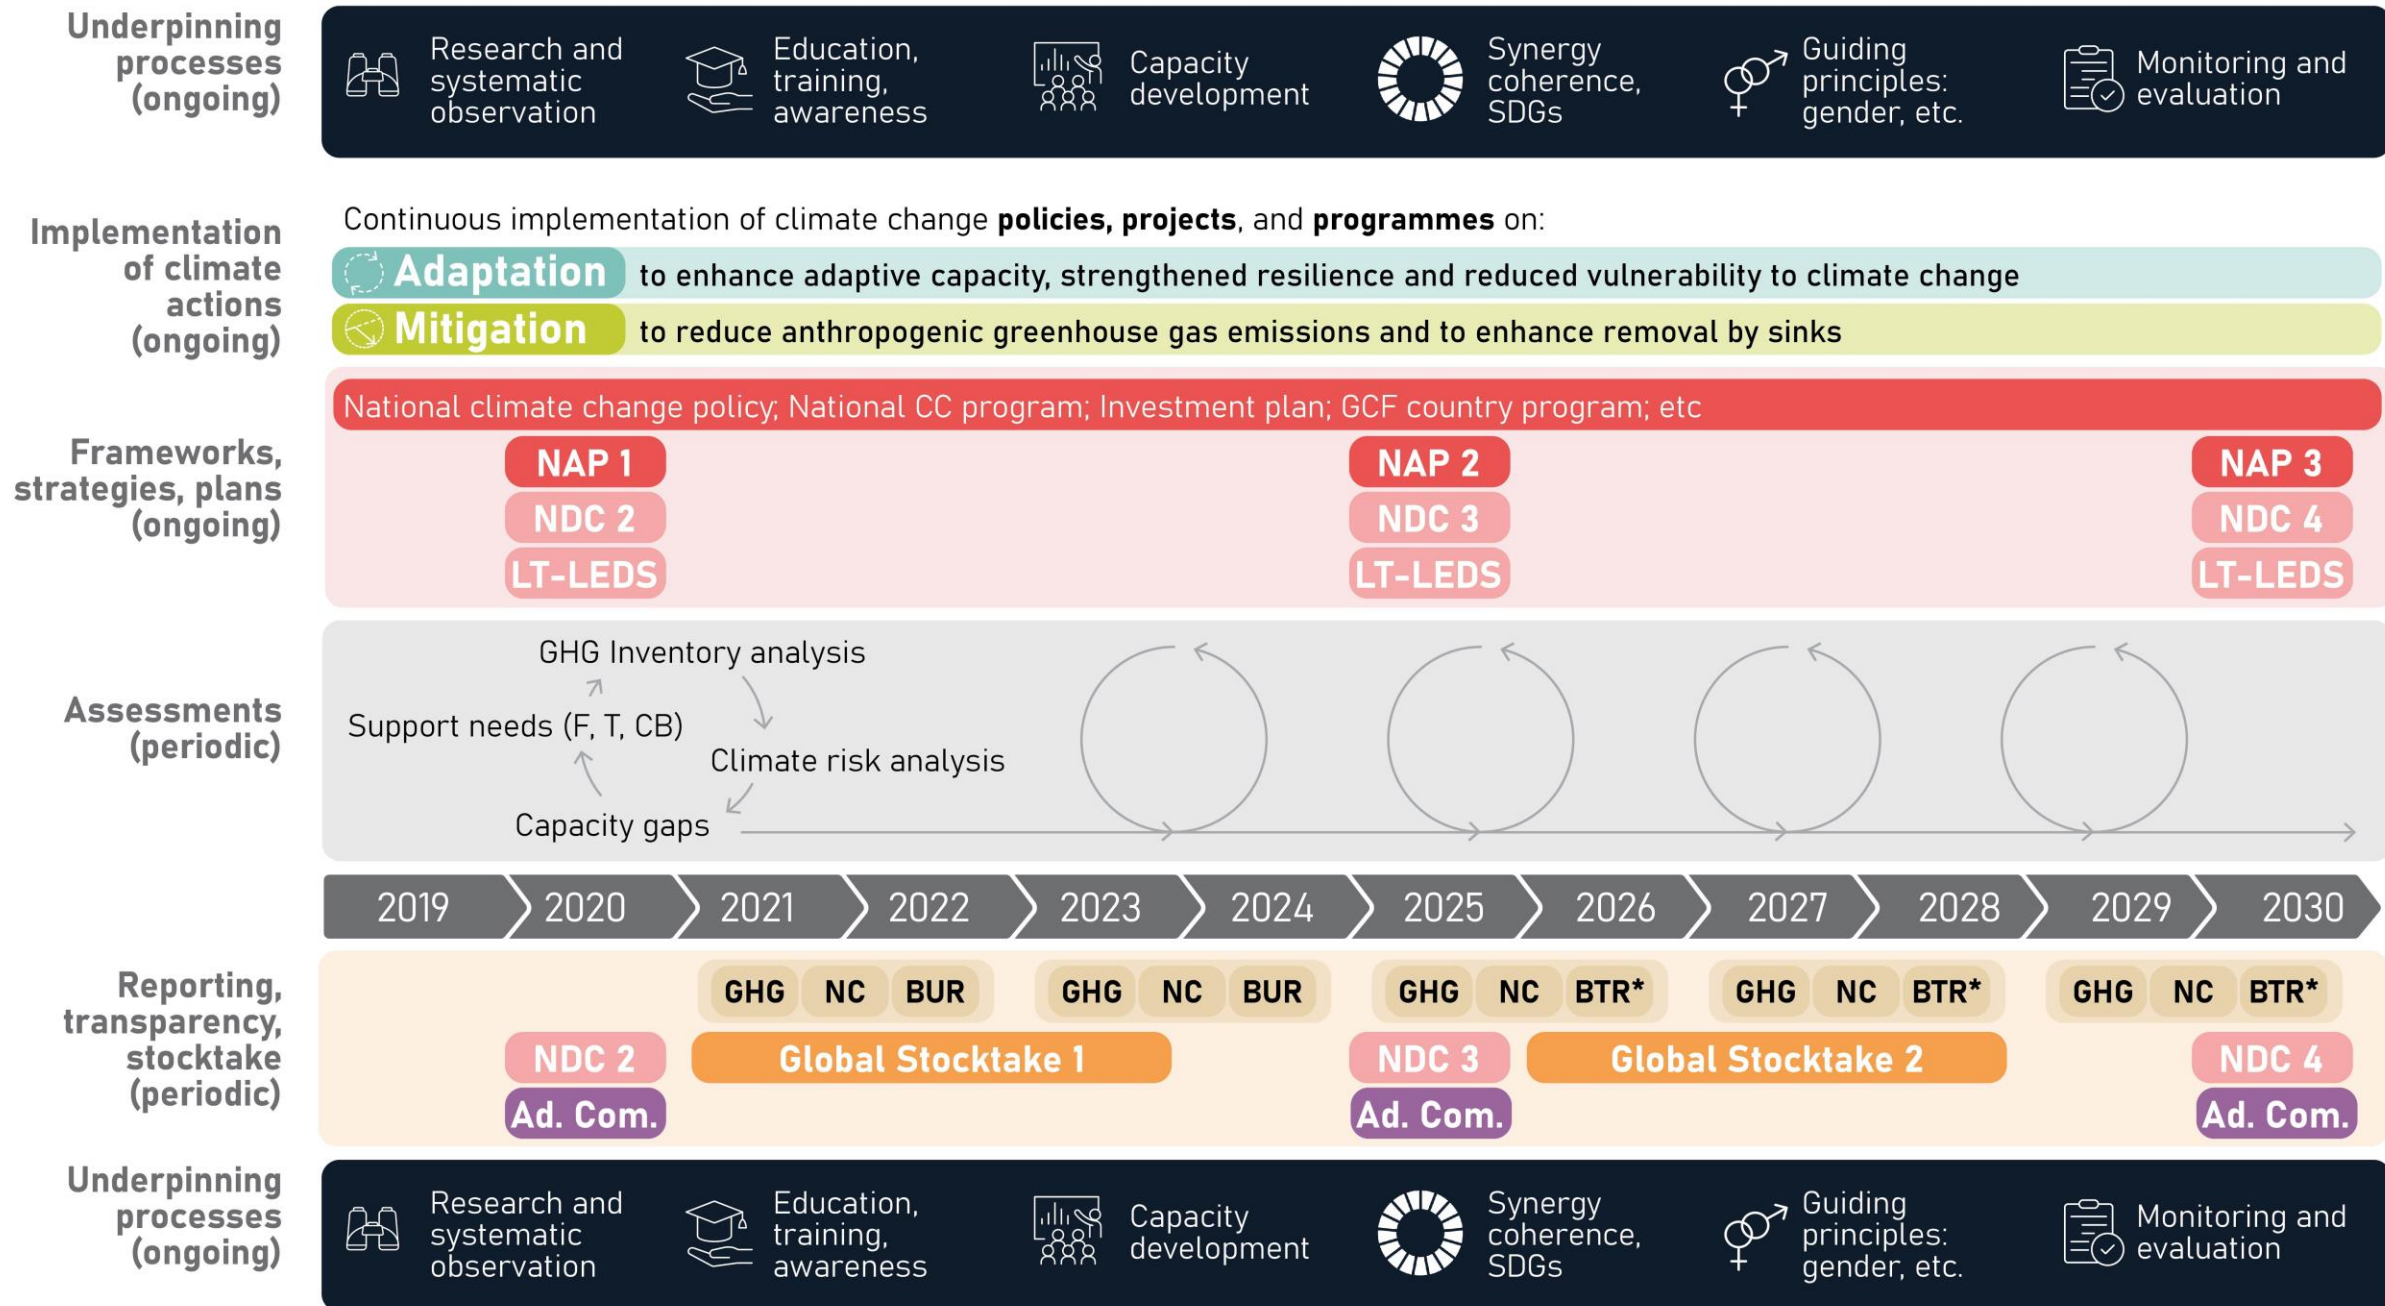 Underpinning
processes
(ongoing)
Research and
systematic
observation
Education,
training,
awareness
Capacity
development
Synergy
coherence,
SDGs
Guiding
principles:
gender, etc.
Monitoring and
evaluation
Implementation
of climate
actions
(ongoing)
Continuous implementation of climate change policies, projects, and programmes on:
Adaptation to enhance adaptive capacity, strengthened resilience and reduced vulnerability to climate change
Mitigation to reduce anthropogenic greenhouse gas emissions and to enhance removal by sinks
Frameworks,
strategies, plans
(ongoing)
National climate change policy; National CC program; Investment plan; GCF country program; etc
NAP 1 NAP 2 NAP 3
NDC 2 NDC 3 NDC 4
LT-LEDS LT-LEDS LT-LEDS
Assessments
(periodic)
GHG Inventory analysis
Support needs (F, T, CB)
Climate risk analysis
Capacity gaps
2019 2020 2021 2022 2023 2024 2025 2026 2027 2028 2029 2030
Reporting,
transparency,
stocktake
(periodic)
GHG NC BUR GHG NC BUR GHG NC BTR* GHG NC BTR* GHG NC BTR*
NDC 2 Global Stocktake 1 NDC 3 Global Stocktake 2 NDC 4
Ad. Com. Ad. Com. Ad. Com.
Underpinning
processes
(ongoing)
Research and
systematic
observation
Education,
training,
awareness
Capacity
development
Synergy
coherence,
SDGs
Guiding
principles:
gender, etc.
Monitoring and
evaluation